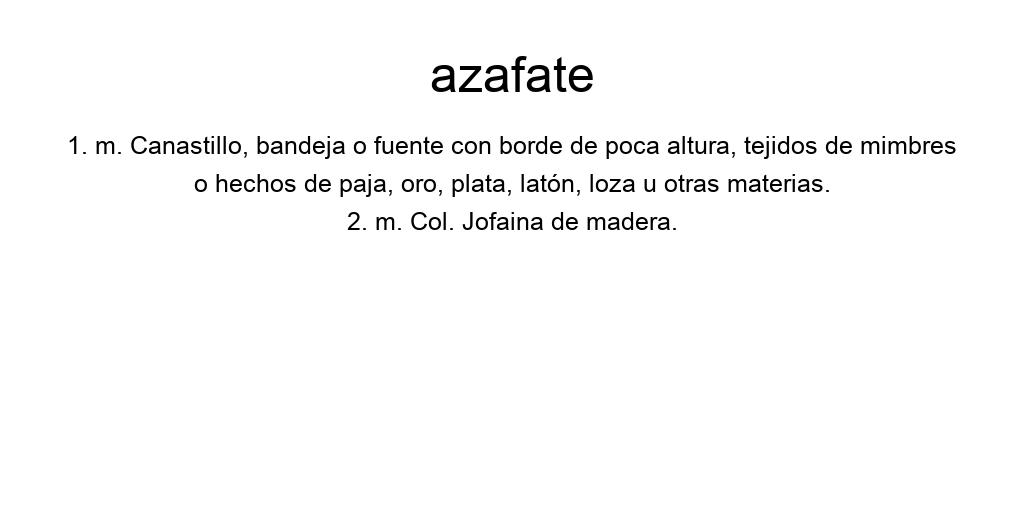 azafate
1. m. Canastillo, bandeja o fuente con borde de poca altura, tejidos de mimbres
o hechos de paja, oro, plata, latón, loza u otras materias.
2. m. Col. Jofaina de madera.